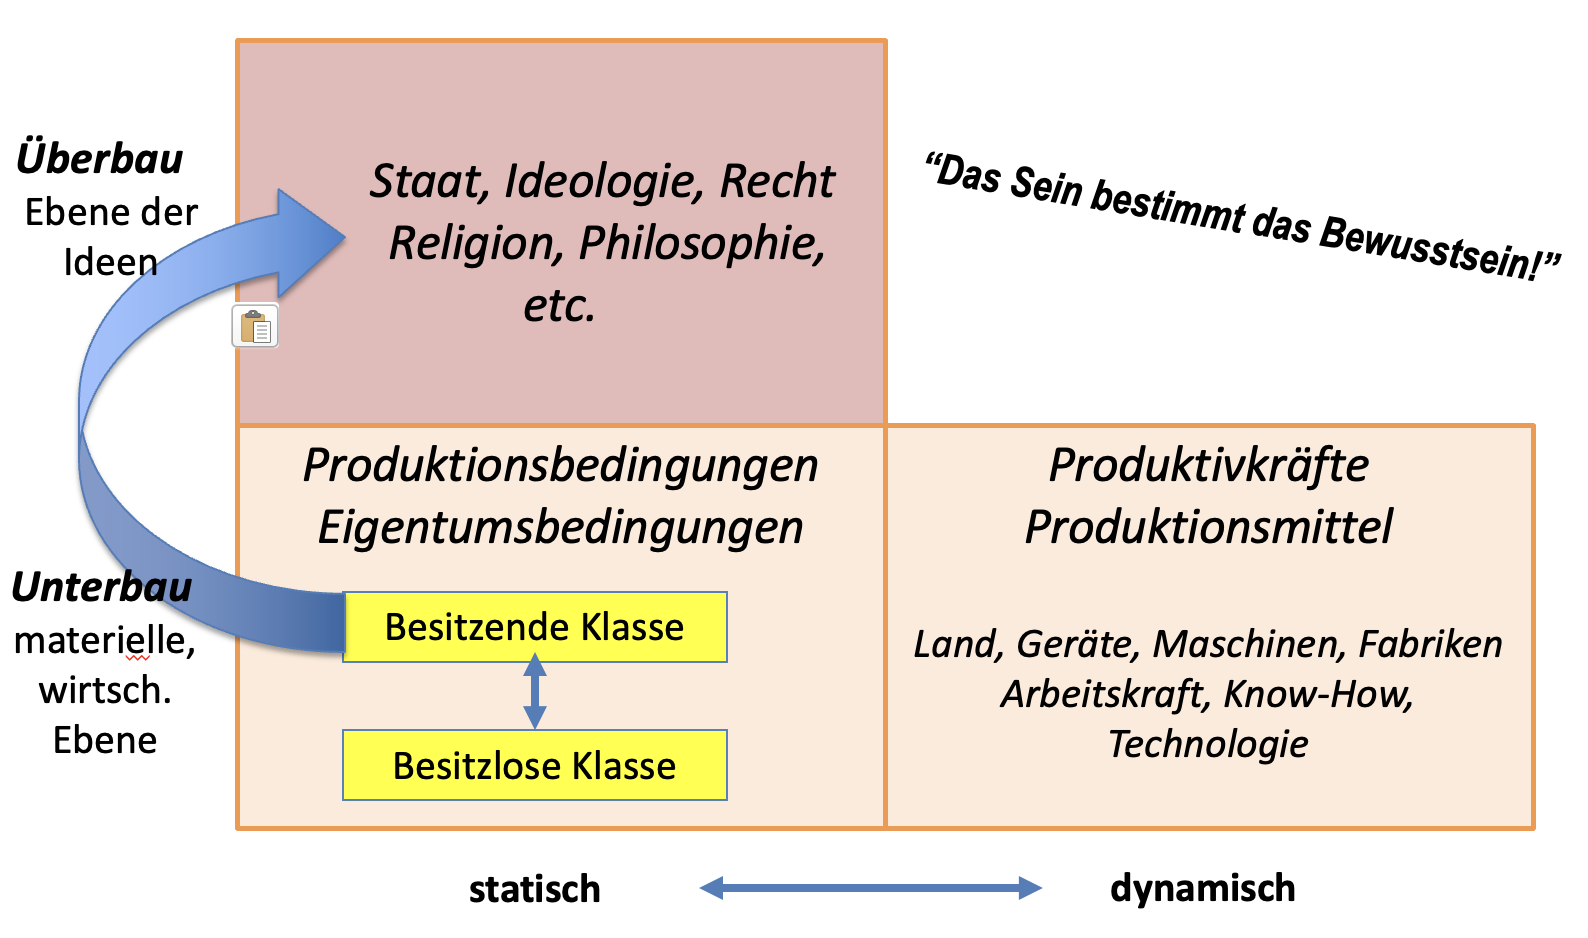 Überbau
Ebene der
Ideen
Staat, Ideologie, Recht
Religion, Philosophie,
etc.
“Das Sein bestimmt das Bewusstsein!”
Unterbau
materielle,
wirtsch.
Ebene
Produktionsbedingungen
Eigentumsbedingungen
Besitzende Klasse
Besitzlose Klasse
Produktivkräfte
Produktionsmittel
Land, Geräte, Maschinen, Fabriken
Arbeitskraft, Know-How,
Technologie
statisch
dynamisch